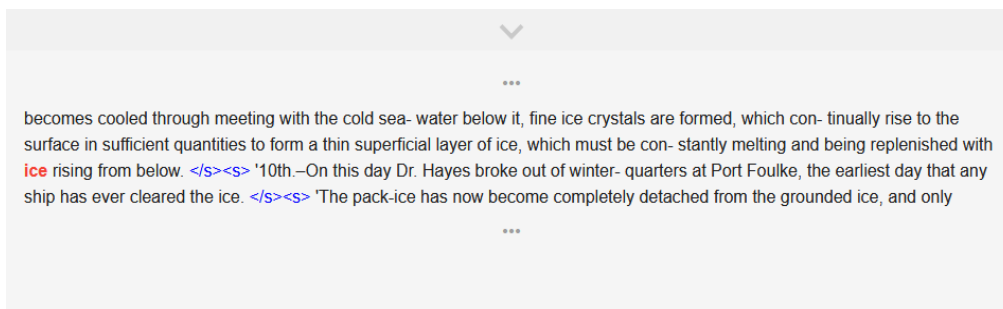 ...
becomes cooled through meeting with the cold sea- water below it, fine ice crystals are formed, which con- tinually rise to the
surface in sufficient quantities to form a thin superficial layer of ice, which must be con- stantly melting and being replenished with
ice rising from below. </s><s> '10th.–On this day Dr. Hayes broke out of winter- quarters at Port Foulke, the earliest day that any
ship has ever cleared the ice. </s><s> 'The pack-ice has now become completely detached from the grounded ice, and only
...